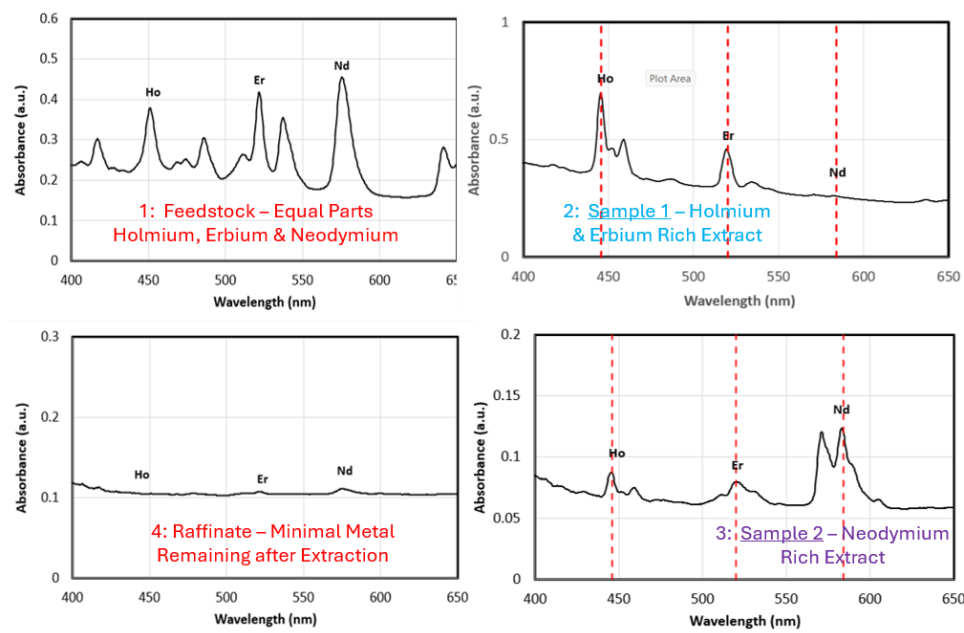 0.6
0.5
0.4
0.3
0.2
0.1
0
Absorbance (a.u.)
Ho
Er
Nd
1: Feedstock – Equal Parts
Holmium, Erbium & Neodymium
400
450
500
550
600
65
Wavelength (nm)
1
0.5
0
Absorbance (a.u.)
Ho
Plot Area
Er
Nd
2: Sample 1 – Holmium
& Erbium Rich Extract
400
450
500
550
600
650
Wavelength (nm)
0.3
0.2
0.1
0
Absorbance (a.u.)
Ho
Er
Nd
4: Raffinate – Minimal Metal
Remaining after Extraction
400
450
500
550
600
650
Wavelength (nm)
0.2
0.15
0.1
0.05
0
Absorbance (a.u.)
Ho
Er
Nd
3: Sample 2 – Neodymium
Rich Extract
400
450
500
550
600
650
Wavelength (nm)